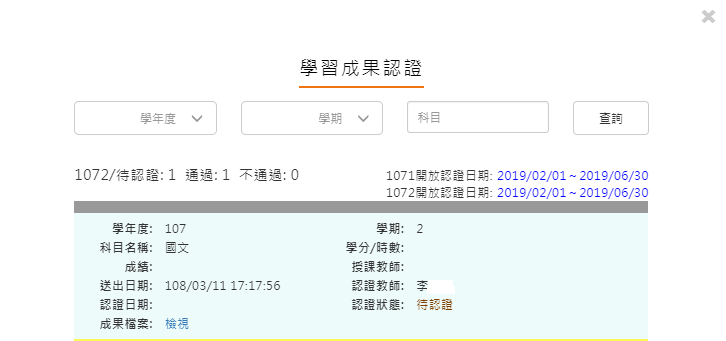 學習成果認證
學年度 學期 科目 查詢
1072/待認證: 1 通過: 1 不通過: 0
1071開放認證日期: 2019/02/01 ~ 2019/06/30
1072開放認證日期: 2019/02/01 ~ 2019/06/30
學年度: 107 學期: 2
科目名稱: 國文 學分/時數:
成績: 授課教師:
送出日期: 108/03/11 17:17:56 認證教師: 李
認證日期: 認證狀態: 待認證
成果檔案: 檢視